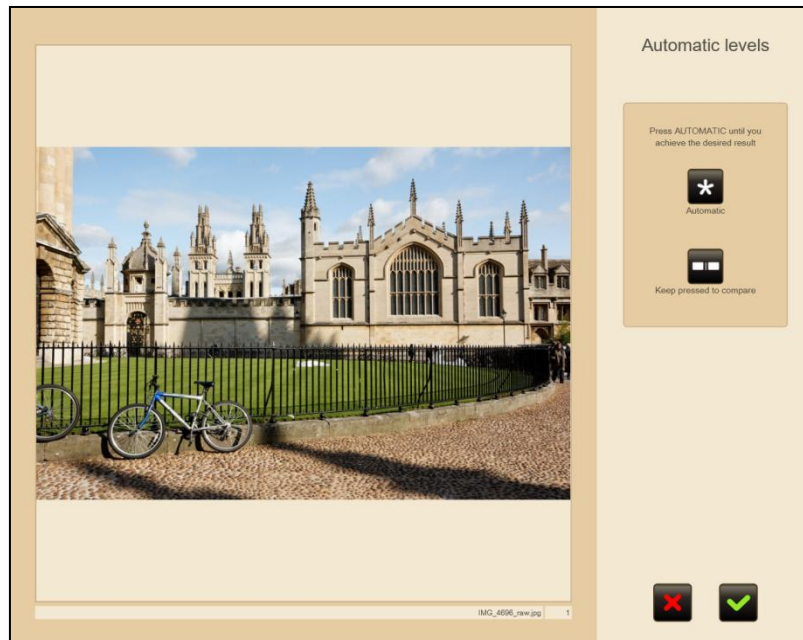 Automatic levels
Press AUTOMATIC until you
achieve the desired result
Automatic
Keep pressed to compare
IMG_4696_raw.jpg 1